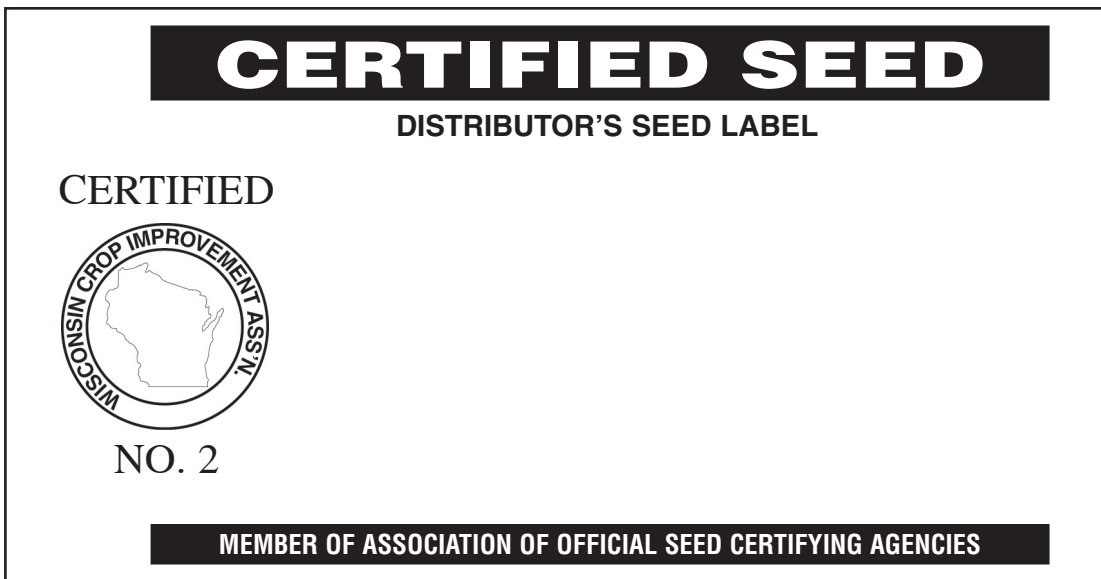 CERTIFIED SEED
DISTRIBUTOR’S SEED LABEL
CERTIFIED
WISCONSIN CROP IMPROVEMENT ASS'N.
NO. 2
MEMBER OF ASSOCIATION OF OFFICIAL SEED CERTIFYING AGENCIES